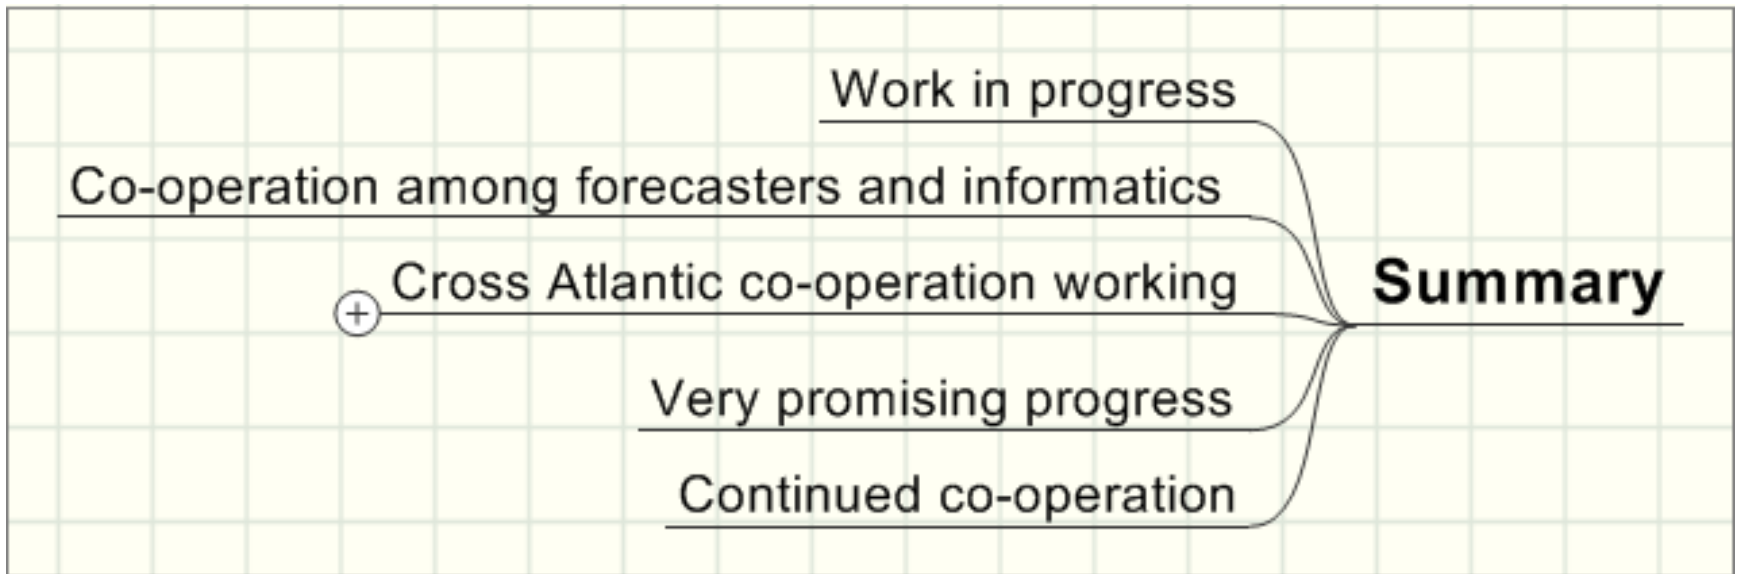 Work in progress
Co-operation among forecasters and informatics
Cross Atlantic co-operation working
Summary
Very promising progress
Continued co-operation